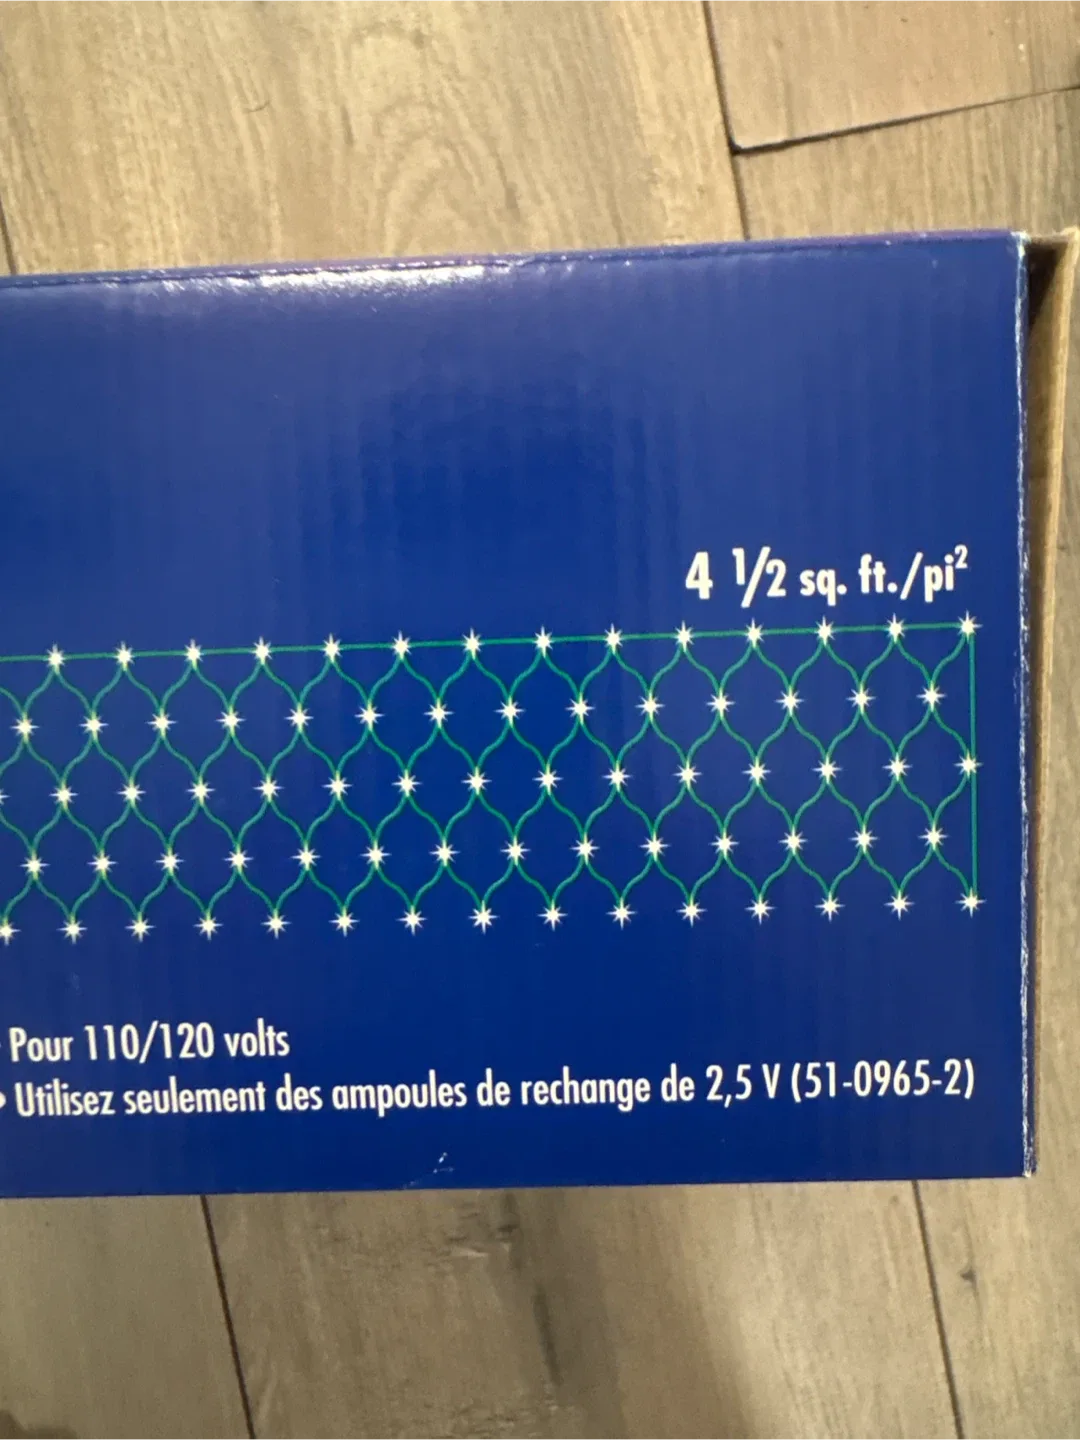 4 1/2 sq. ft./pi²
• Pour 110/120 volts
• Utilisez seulement des ampoules de rechange de 2,5 V (51-0965-2)